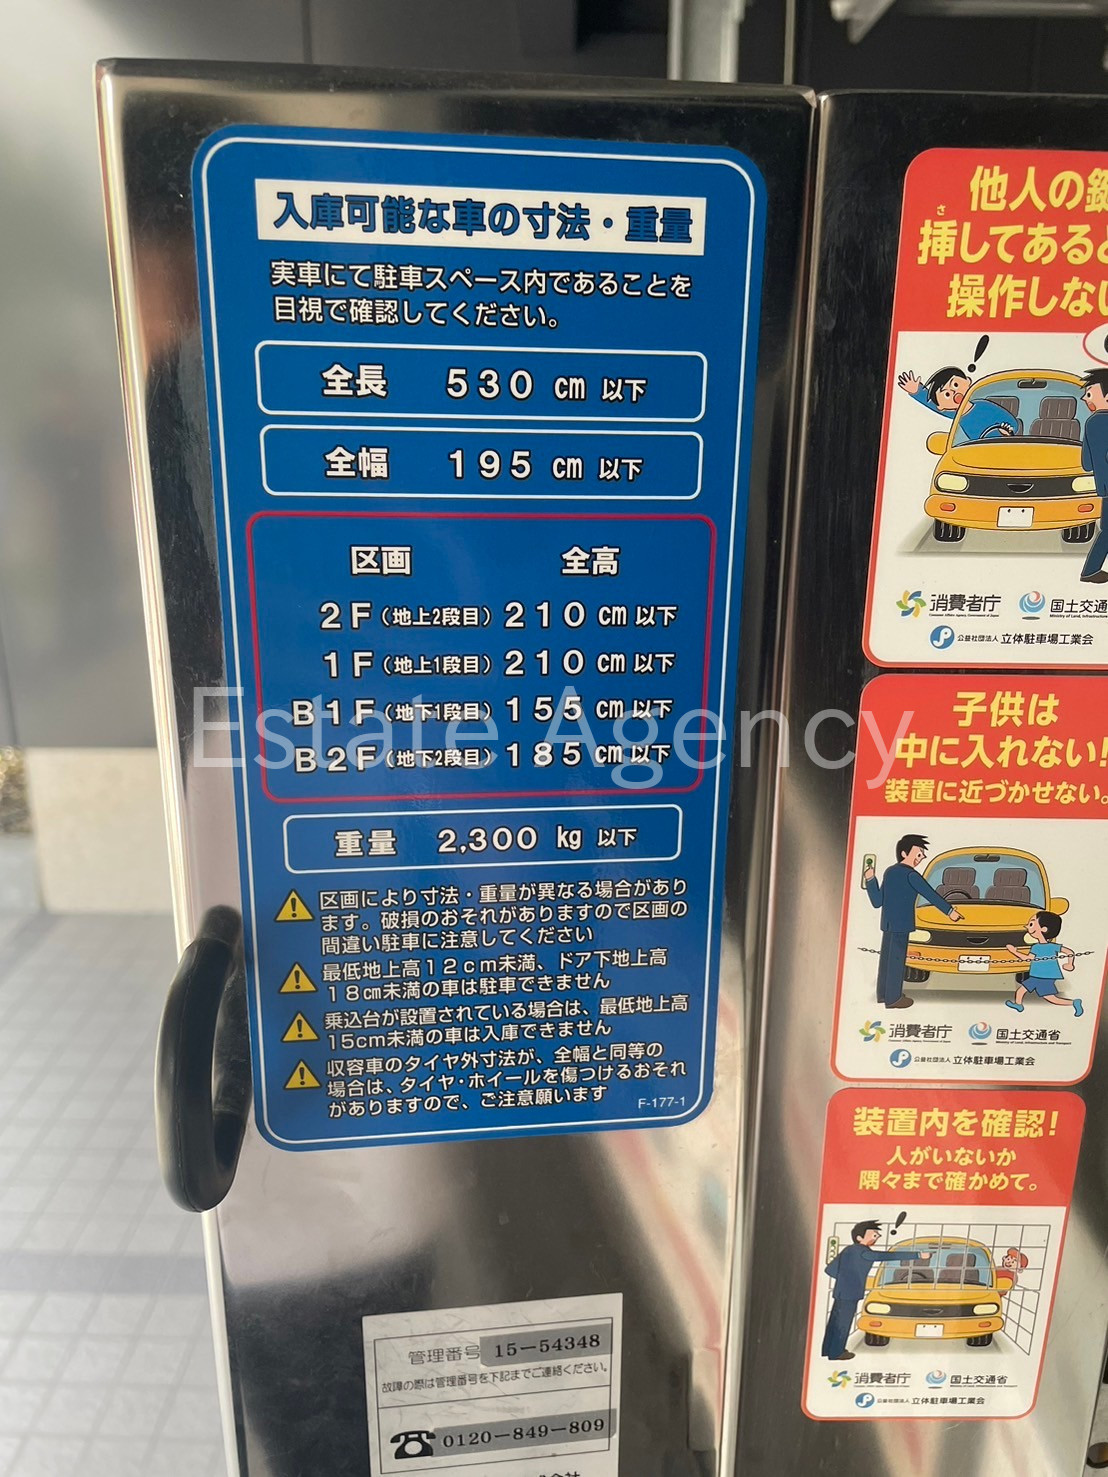 入庫可能な車の寸法・重量
実車にて駐車スペース内であることを
目視で確認してください。
全長 530 cm 以下
全幅 195 cm 以下
区画 全高
2F(地上2段目) 210 cm 以下
1F(地上1段目) 210 cm 以下
B1F(地下1段目) 155 cm 以下
B2F(地下2段目) 185 cm 以下
重量 2,300 kg 以下
区画により寸法・重量が異なる場合があり
ます。破損のおそれがありますので区画の
間違い駐車に注意してください
最低地上高12cm未満、ドア下地上高
18cm未満の車は駐車できません
乗込台が設置されている場合は、最低地上高
15cm未満の車は入庫できません
収容車のタイヤ外寸法が、全幅と同等の
場合は、タイヤ・ホイールを傷つけるおそれ
がありますので、ご注意願います
F-177-1
管理番号 15-54348
故障の際は管理番号を下記までご連絡ください。
0120-849-809
他人の
挿してあると
操作しな
!
消費者庁 国土交通
公益社団法人 立体駐車場工業会
子供は
中に入れない!
装置に近づかせない。
消費者庁 国土交通省
公益社団法人 立体駐車場工業会
装置内を確認!
人がいないか
隅々まで確かめて。
!
消費者庁 国土交通省
公益社団法人 立体駐車場工業会
Estate Agency